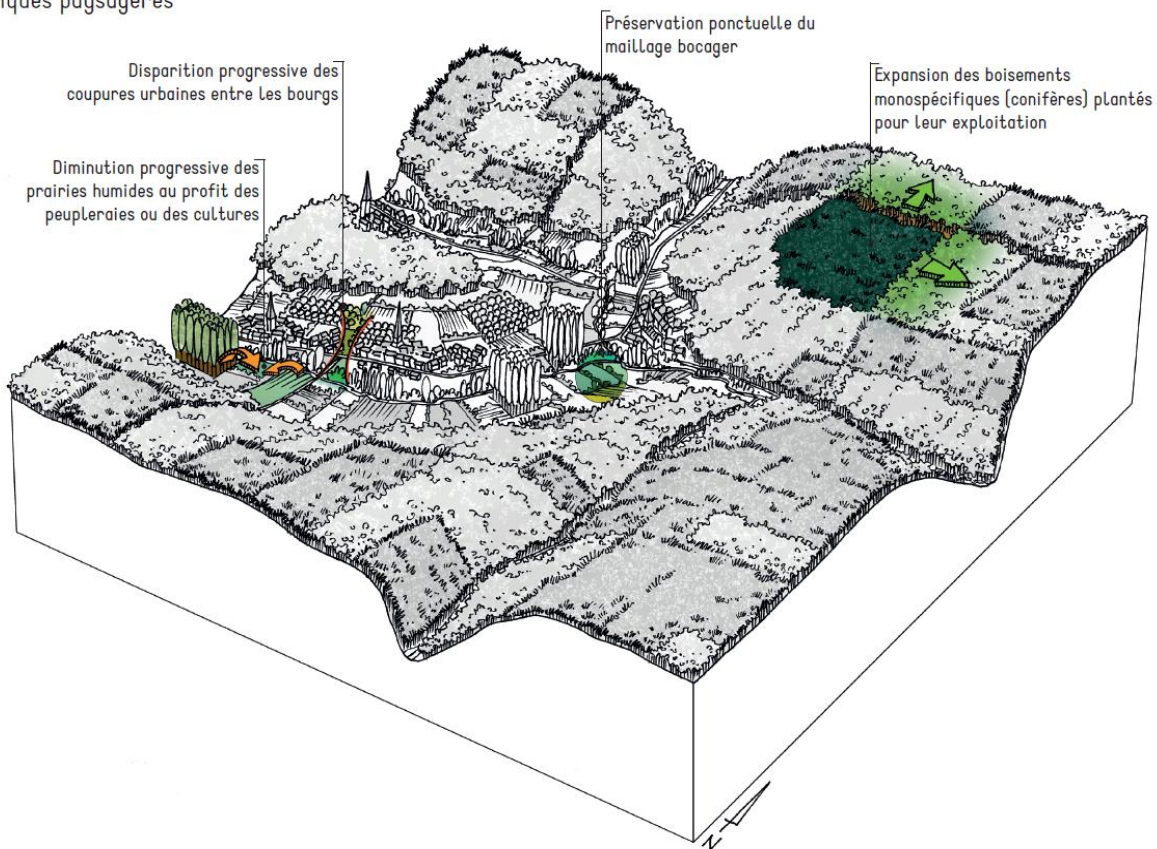 iques paysagères
Préservation ponctuelle du
maillage bocager
Disparition progressive des
coupures urbaines entre les bourgs
Expansion des boisements
monospécifiques (conifères) plantés
pour leur exploitation
Diminution progressive des
prairies humides au profit des
peupleraies ou des cultures
N